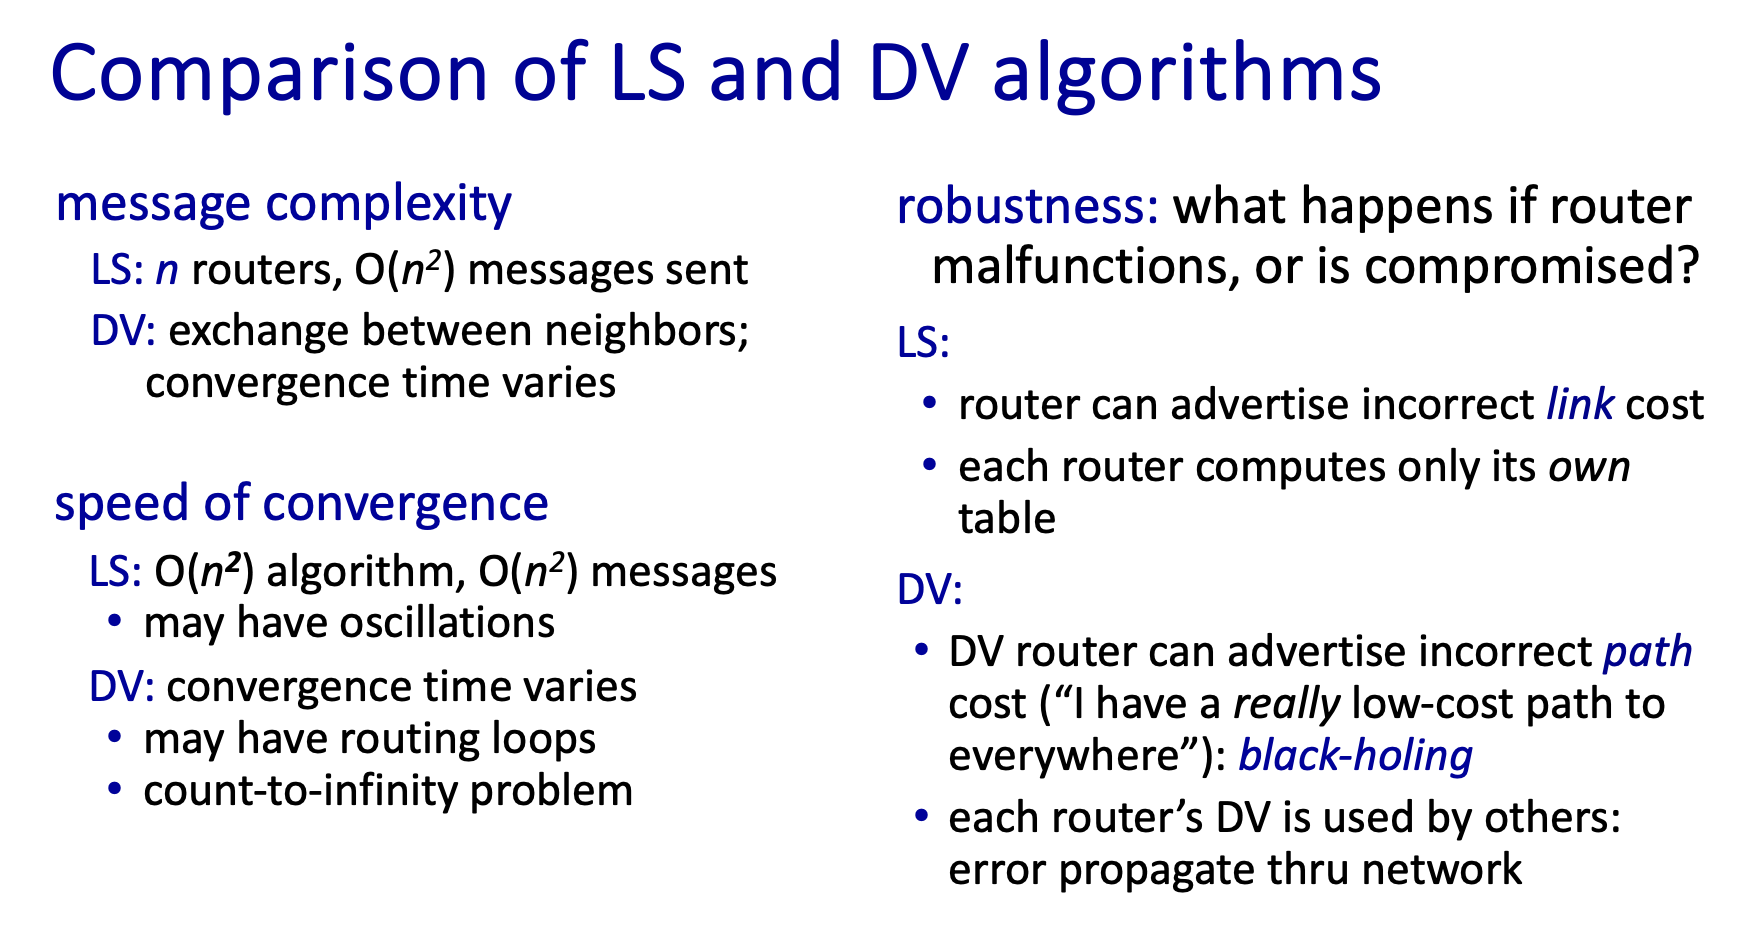 Comparison of LS and DV algorithms
message complexity
LS: n routers, O(n²) messages sent
DV: exchange between neighbors;
convergence time varies
speed of convergence
LS: O(n²) algorithm, O(n²) messages
• may have oscillations
DV: convergence time varies
• may have routing loops
• count-to-infinity problem
robustness: what happens if router
malfunctions, or is compromised?
LS:
• router can advertise incorrect link cost
• each router computes only its own
table
DV:
• DV router can advertise incorrect path
cost (“I have a really low-cost path to
everywhere”): black-holing
• each router’s DV is used by others:
error propagate thru network